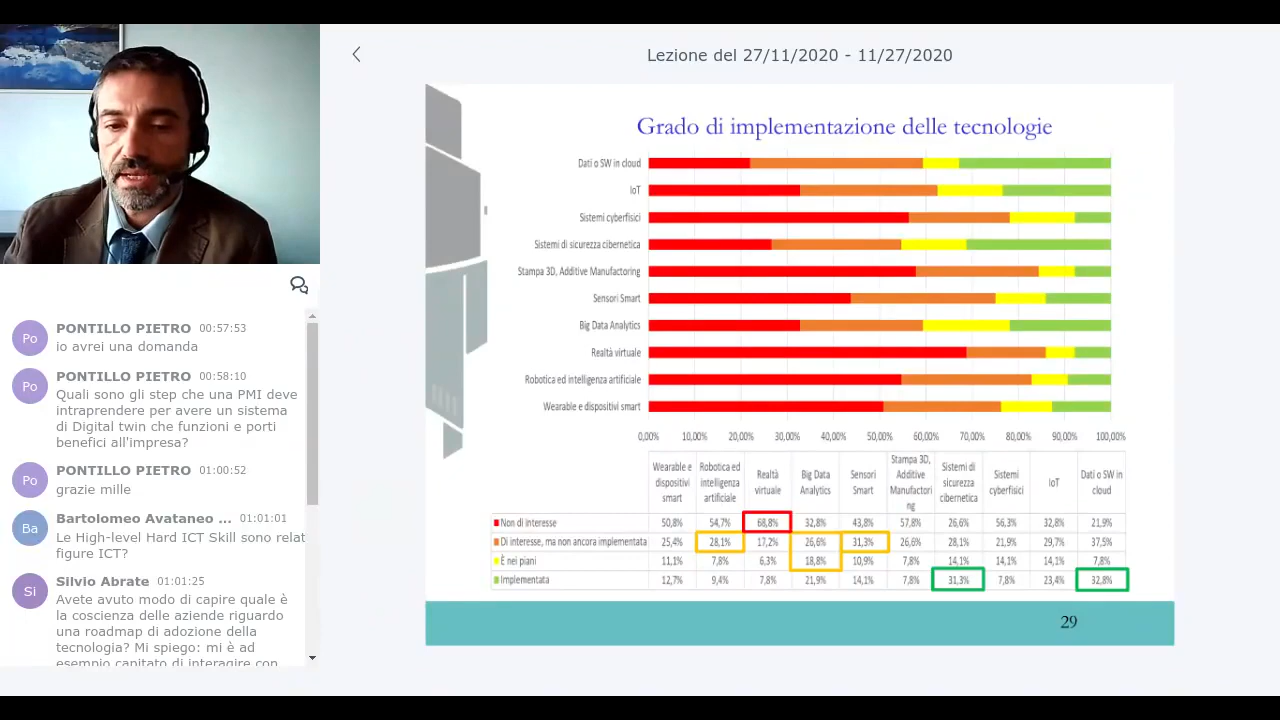 Lezione del 27/11/2020 - 11/27/2020
Po
PONTILLO PIETRO 00:57:53
io avrei una domanda
Po
PONTILLO PIETRO 00:58:10
Quali sono gli step che una PMI deve
intraprendere per avere un sistema
di Digital twin che funzioni e porti
benefici all'impresa?
Po
PONTILLO PIETRO 01:00:52
grazie mille
Ba
Bartolomeo Avataneo ... 01:01:01
Le High-level Hard ICT Skill sono relat
figure ICT?
Si
Silvio Abrate 01:01:25
Avete avuto modo di capire quale è
la coscienza delle aziende riguardo
una roadmap di adozione della
tecnologia? Mi spiego: mi è ad
esempio capitato di interagire con
Grado di implementazione delle tecnologie
Dati o SW in cloud
IoT
Sistemi cyberfisici
Sistemi di sicurezza cibernetica
Stampa 3D, Additive Manufactoring
Sensori Smart
Big Data Analytics
Realtà virtuale
Robotica ed intelligenza artificiale
Wearable e dispositivi smart
0,00% 10,00% 20,00% 30,00% 40,00% 50,00% 60,00% 70,00% 80,00% 90,00% 100,00%
Wearable e dispositivi smart Robotica ed intelligenza artificiale Realtà virtuale Big Data Analytics Sensori Smart Stampa 3D, Additive Manufactori ng Sistemi di sicurezza cibernetica Sistemi cyberfisici IoT Dati o SW in cloud
Non di interesse 50,8% 54,7% 68,8% 32,8% 43,8% 57,8% 26,6% 56,3% 32,8% 21,9%
Di interesse, ma non ancora implementata 25,4% 28,1% 17,2% 26,6% 31,3% 26,6% 28,1% 21,9% 29,7% 37,5%
È nei piani 11,1% 7,8% 6,3% 18,8% 10,9% 7,8% 14,1% 14,1% 14,1% 7,8%
Implementata 12,7% 9,4% 7,8% 21,9% 14,1% 7,8% 31,3% 7,8% 23,4% 32,8%
29